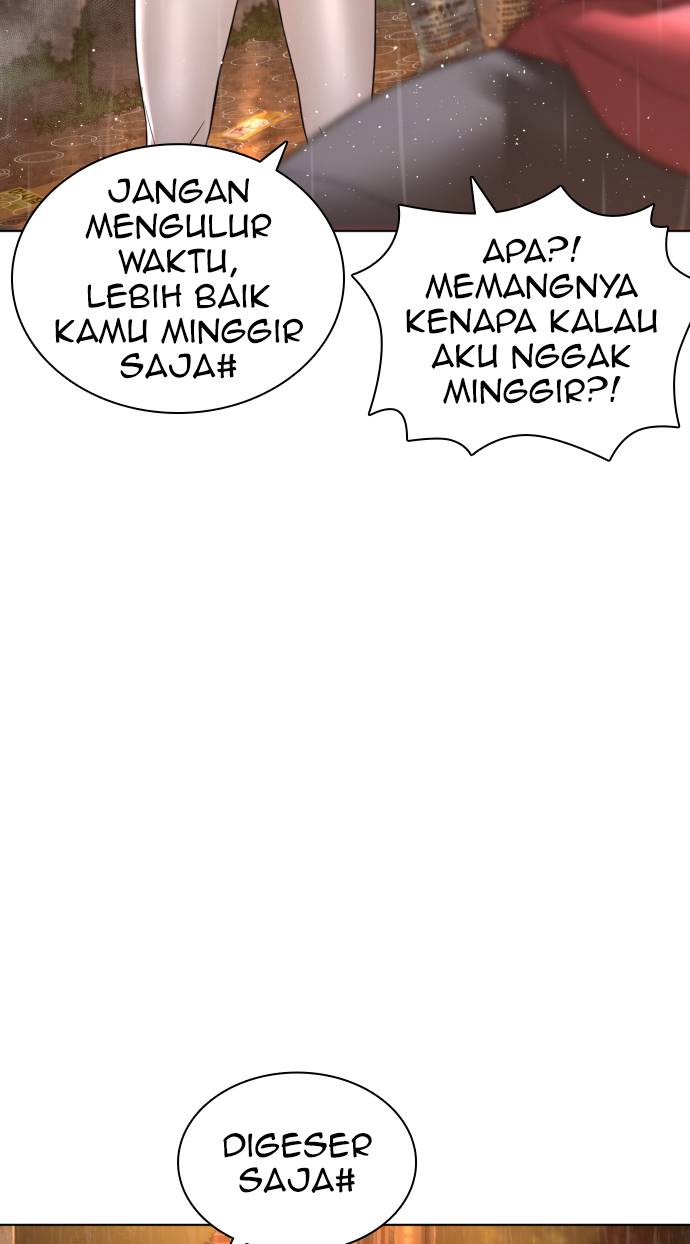 JANGAN
MENGULUR
WAKTU,
LEBIH BAIK
KAMU MINGGIR
SAJA#
APA?!
MEMANGNYA
KENAPA KALAU
AKU NGGAK
MINGGIR?!
DIGESER
SAJA#